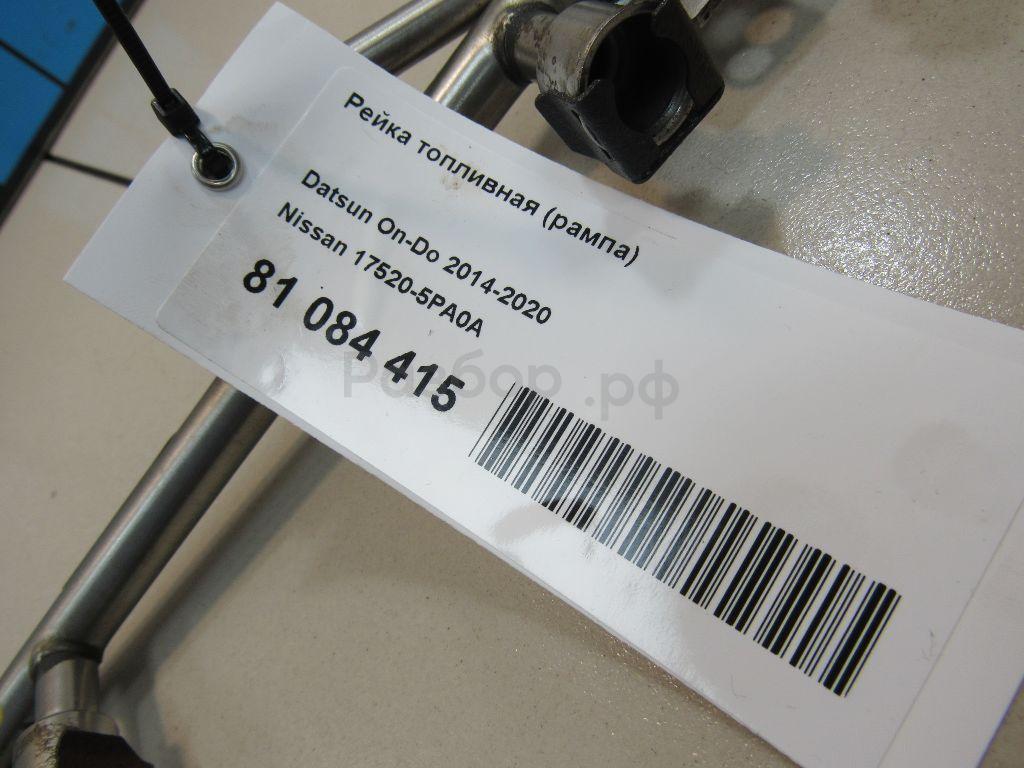 Рейка топливная (рампа)
Datsun On-Do 2014-2020
Nissan 17520-5PA0A
81 084 415
Разбор.рф